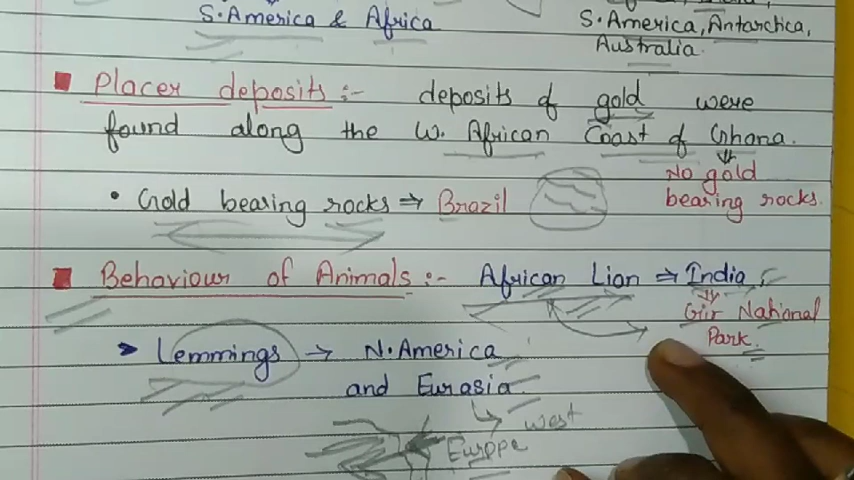 S. America & Africa
S. America, Antarctica,
Australia.
Placer deposits :- deposits of gold were
found along the W. African Coast of Ghana.
No gold
bearing rocks.
• Gold bearing rocks ⇒ Brazil
Behaviour of Animals :- African Lian ⇒ India,
Gir National
Park.
➤ Lemmings → N. America
and Eurasia
west
Europpe